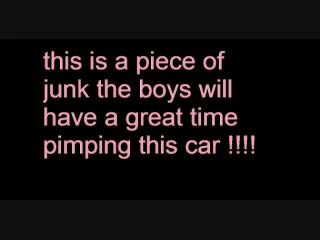 this is a piece of
junk the boys will
have a great time
pimping this car !!!!